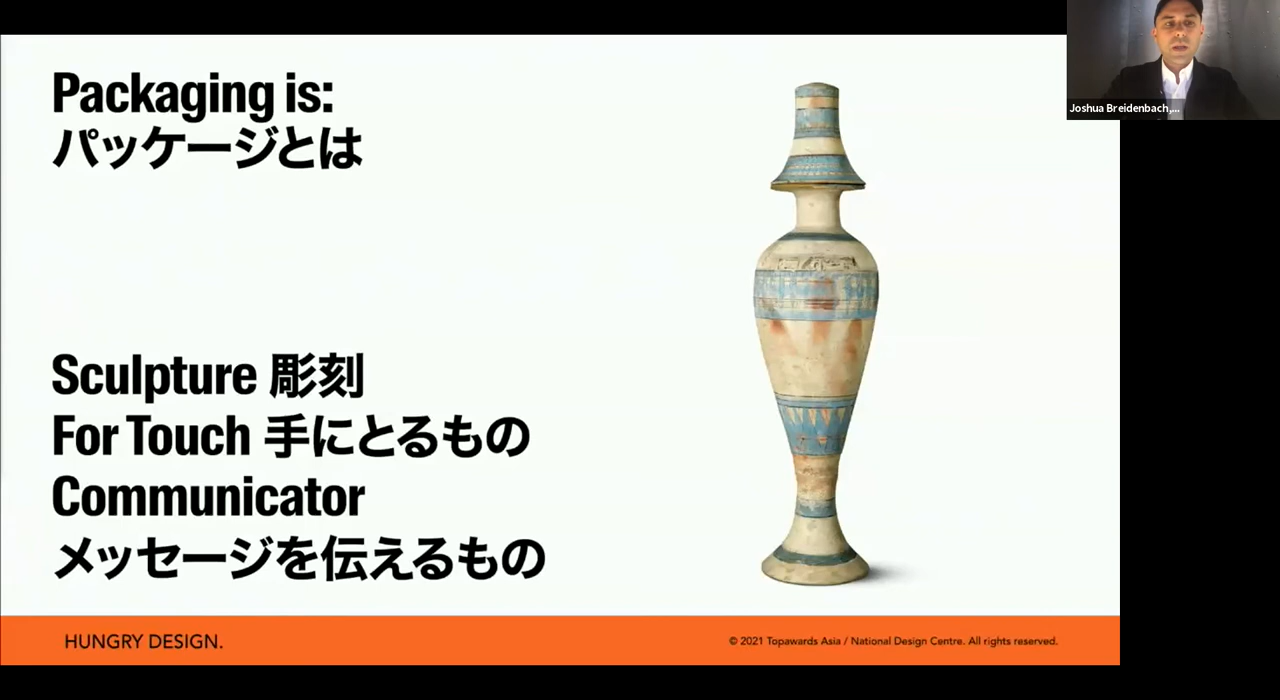 Packaging is:
パッケージとは
Sculpture 彫刻
For Touch 手にとるもの
Communicator
メッセージを伝えるもの
HUNGRY DESIGN.
© 2021 Topawards Asia / National Design Centre. All rights reserved.
Joshua Breidenbach,...